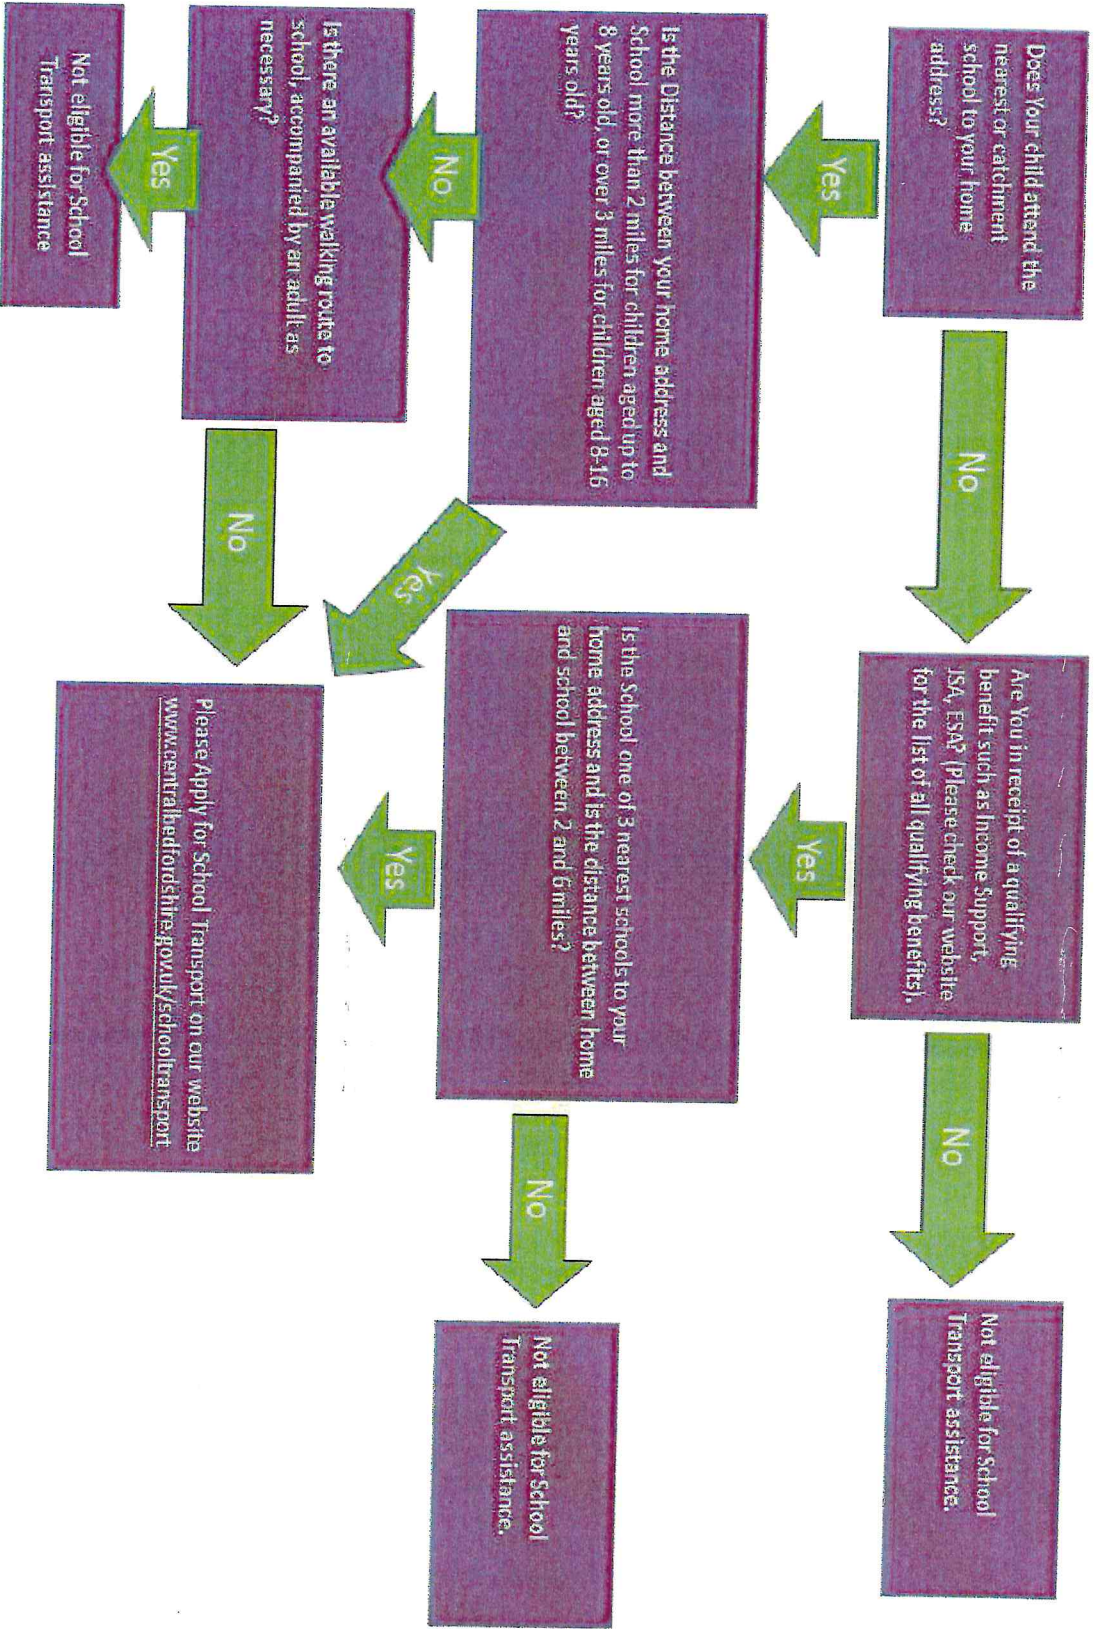 Does Your child attend the
nearest or catchment
school to your home
address?
No
Are You in receipt of a qualifying
benefit such as Income Support,
JSA, ESA? (Please check our website
for the list of all qualifying benefits).
No
Not eligible for School
Transport assistance.
Yes
Yes
Is the Distance between your home address and
School more than 2 miles for children aged up to
8 years old, or over 3 miles for children aged 8-16
years old?
Is the School one of 3 nearest schools to your
home address and is the distance between home
and school between 2 and 6 miles?
No
Not eligible for School
Transport assistance.
No
Yes
Yes
Is there an available walking route to
school, accompanied by an adult as
necessary?
No
Please Apply for School Transport on our website
www.centralbedfordshire.gov.uk/schooltransport
Yes
Not eligible for School
Transport assistance